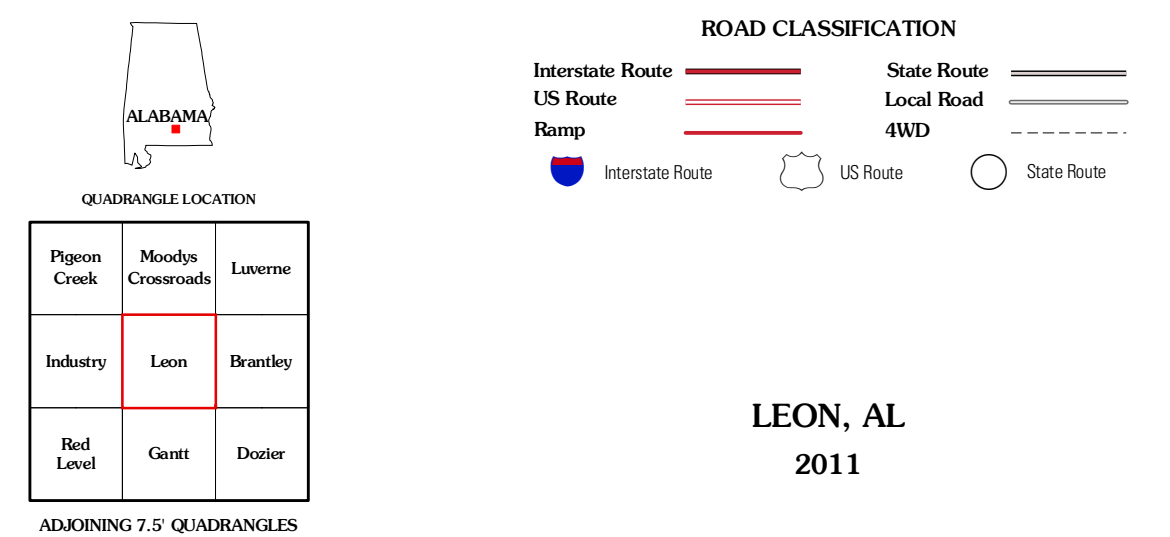 ALABAMA
QUADRANGLE LOCATION
Pigeon
Creek
Moodys
Crossroads
Luverne
Industry
Leon
Brantley
Red
Level
Gantt
Dozier
ADJOINING 7.5' QUADRANGLES
ROAD CLASSIFICATION
Interstate Route
State Route
US Route
Local Road
Ramp
4WD
Interstate Route
US Route
State Route
LEON, AL
2011